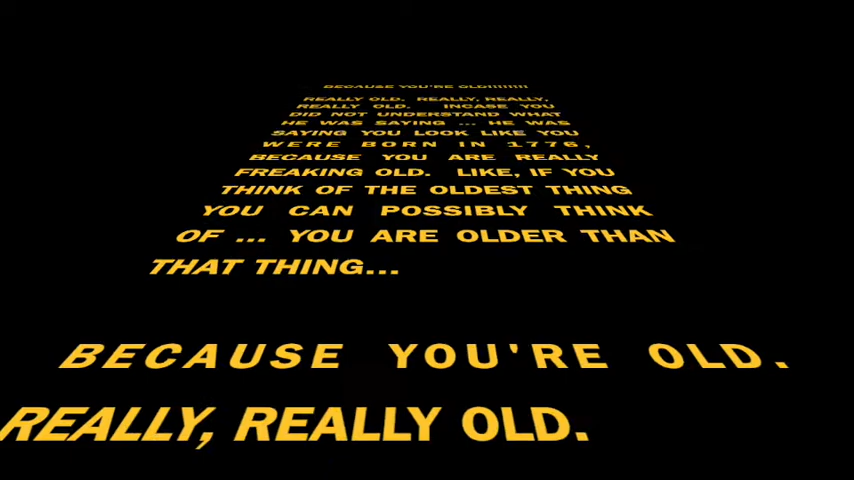 BECAUSE YOU'RE OLD!!!!!!!!!
REALLY OLD. REALLY, REALLY,
REALLY OLD. INCASE YOU
DID NOT UNDERSTAND WHAT
HE WAS SAYING ... HE WAS
SAYING YOU LOOK LIKE YOU
WERE BORN IN 1776,
BECAUSE YOU ARE REALLY
FREAKING OLD. LIKE, IF YOU
THINK OF THE OLDEST THING
YOU CAN POSSIBLY THINK
OF ... YOU ARE OLDER THAN
THAT THING...
BECAUSE YOU'RE OLD.
REALLY, REALLY OLD.